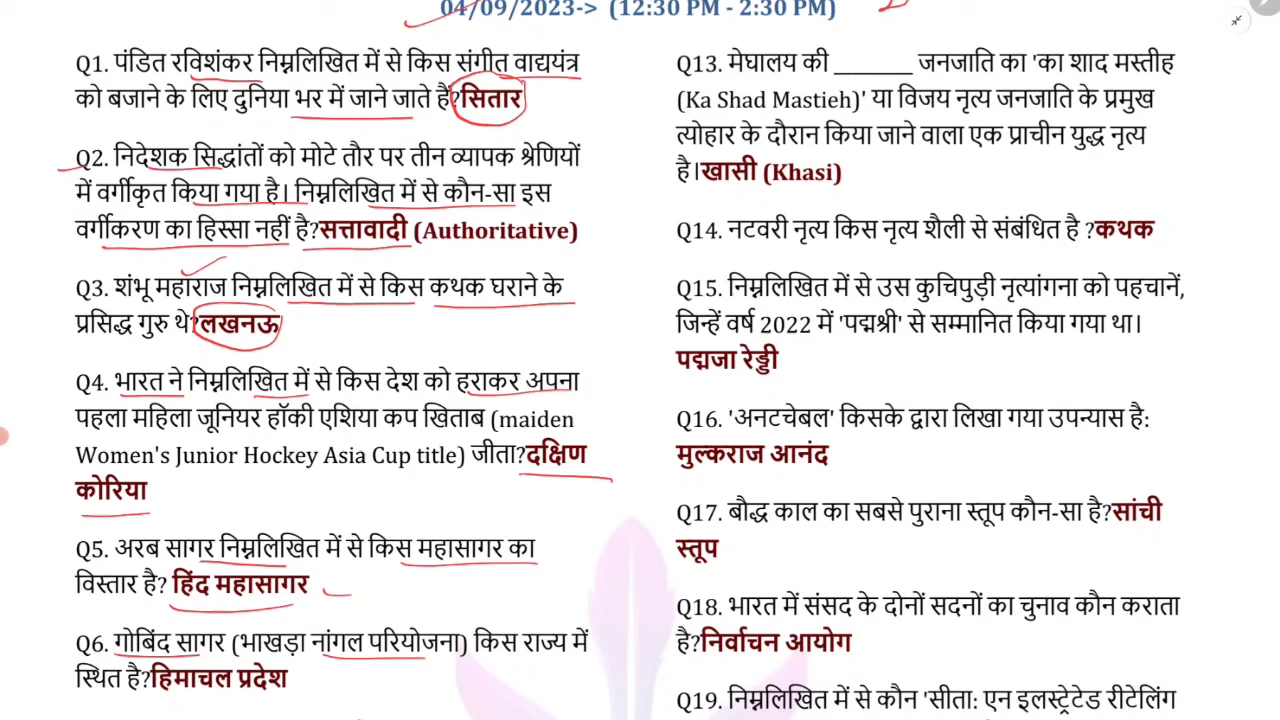 04/09/2023-> (12:30 PM - 2:30 PM)
Q1. पंडित रविशंकर निम्नलिखित में से किस संगीत वाद्ययंत्र
को बजाने के लिए दुनिया भर में जाने जाते हैं?सितार
Q2. निदेशक सिद्धांतों को मोटे तौर पर तीन व्यापक श्रेणियों
में वर्गीकृत किया गया है। निम्नलिखित में से कौन-सा इस
वर्गीकरण का हिस्सा नहीं है?सत्तावादी (Authoritative)
Q3. शंभू महाराज निम्नलिखित में से किस कथक घराने के
प्रसिद्ध गुरु थे?लखनऊ
Q4. भारत ने निम्नलिखित में से किस देश को हराकर अपना
पहला महिला जूनियर हॉकी एशिया कप खिताब (maiden
Women's Junior Hockey Asia Cup title) जीता?दक्षिण
कोरिया
Q5. अरब सागर निम्नलिखित में से किस महासागर का
विस्तार है? हिंद महासागर
Q6. गोबिंद सागर (भाखड़ा नांगल परियोजना) किस राज्य में
स्थित है?हिमाचल प्रदेश
Q13. मेघालय की ________ जनजाति का 'का शाद मस्तीह
(Ka Shad Mastieh)' या विजय नृत्य जनजाति के प्रमुख
त्योहार के दौरान किया जाने वाला एक प्राचीन युद्ध नृत्य
है।खासी (Khasi)
Q14. नटवरी नृत्य किस नृत्य शैली से संबंधित है ?कथक
Q15. निम्नलिखित में से उस कुचिपुड़ी नृत्यांगना को पहचानें,
जिन्हें वर्ष 2022 में 'पद्मश्री' से सम्मानित किया गया था।
पद्मजा रेड्डी
Q16. 'अनटचेबल' किसके द्वारा लिखा गया उपन्यास है:
मुल्कराज आनंद
Q17. बौद्ध काल का सबसे पुराना स्तूप कौन-सा है?सांची
स्तूप
Q18. भारत में संसद के दोनों सदनों का चुनाव कौन कराता
है?निर्वाचन आयोग
Q19. निम्नलिखित में से कौन 'सीता: एन इलस्ट्रेटेड रीटेलिंग